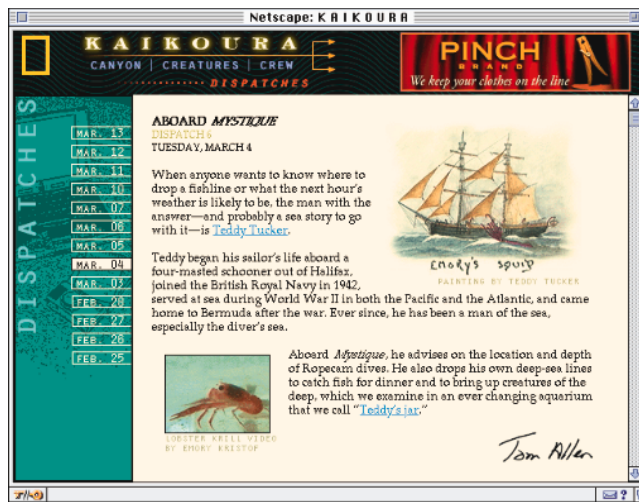 Netscape: K A I K O U R A
KAIKOURA
CANYON | CREATURES | CREW
DISPATCHES
PINCH
BRAND
We keep your clothes on the line
DISPATCHES
MAR. 13
MAR. 12
MAR. 11
MAR. 10
MAR. 07
MAR. 06
MAR. 05
MAR. 04
MAR. 03
FEB. 28
FEB. 27
FEB. 26
FEB. 25
ABOARD MYSTIQUE
DISPATCH 6
TUESDAY, MARCH 4
When anyone wants to know where to
drop a fishline or what the next hour's
weather is likely to be, the man with the
answer—and probably a sea story to go
with it—is Teddy Tucker.
EMORY'S SQUID
PAINTING BY TEDDY TUCKER
Teddy began his sailor's life aboard a
four-masted schooner out of Halifax,
joined the British Royal Navy in 1942,
served at sea during World War II in both the Pacific and the Atlantic, and came
home to Bermuda after the war. Ever since, he has been a man of the sea,
especially the diver's sea.
Aboard Mystique, he advises on the location and depth
of Ropecam dives. He also drops his own deep-sea lines
to catch fish for dinner and to bring up creatures of the
deep, which we examine in an ever changing aquarium
that we call "Teddy's jar."
LOBSTER KRILL VIDEO
BY EMORY KRISTOF
Tom Allen